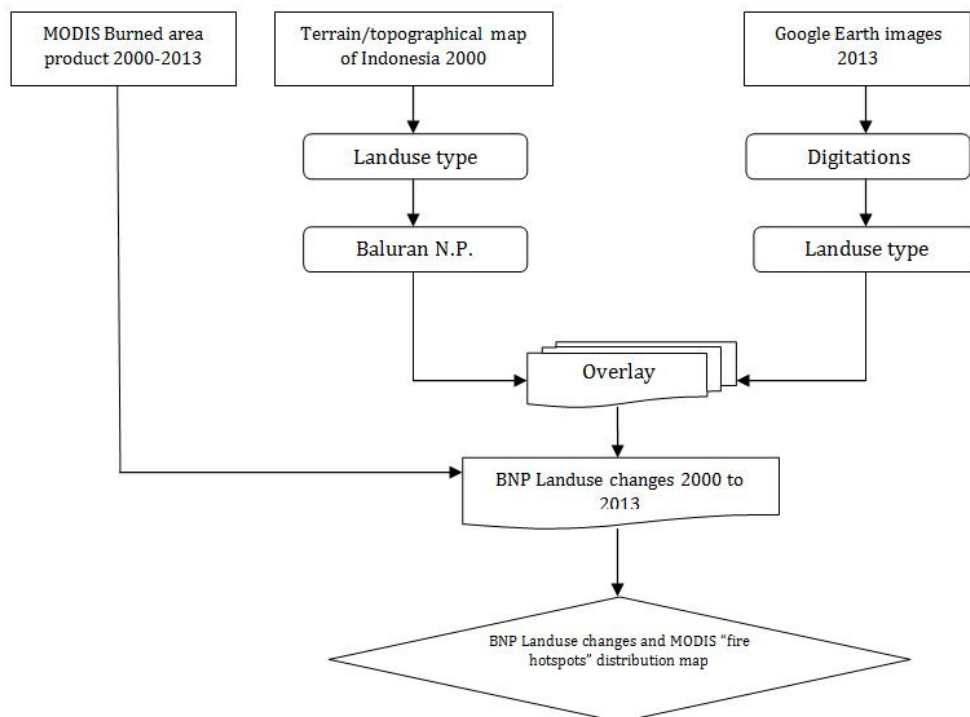 MODIS Burned area
product 2000-2013
Terrain/topographical map
of Indonesia 2000
Google Earth images
2013
Landuse type
Digitations
Baluran N.P.
Landuse type
Overlay
BNP Landuse changes 2000 to
2013
BNP Landuse changes and MODIS “fire
hotspots” distribution map